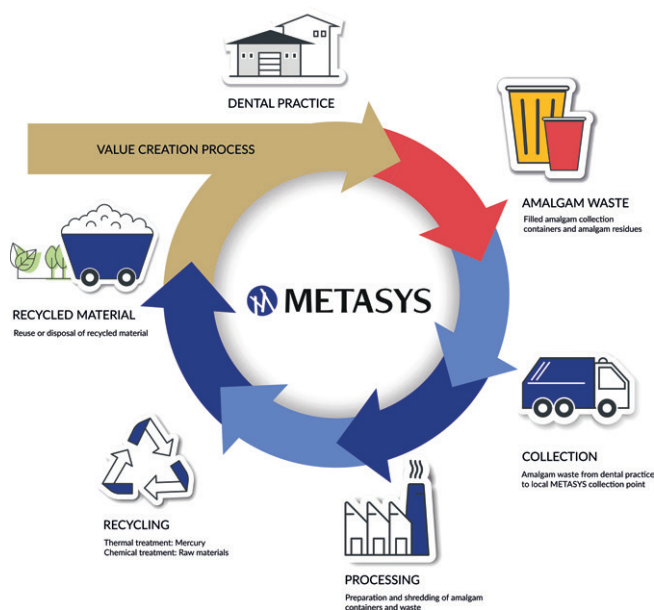 DENTAL PRACTICE
VALUE CREATION PROCESS
AMALGAM WASTE
Filled amalgam collection
containers and amalgam residues
METASYS
RECYCLED MATERIAL
Reuse or disposal of recycled material
COLLECTION
Amalgam waste from dental practice
to local METASYS collection point
RECYCLING
Thermal treatment: Mercury
Chemical treatment: Raw materials
PROCESSING
Preparation and shredding of amalgam
containers and waste